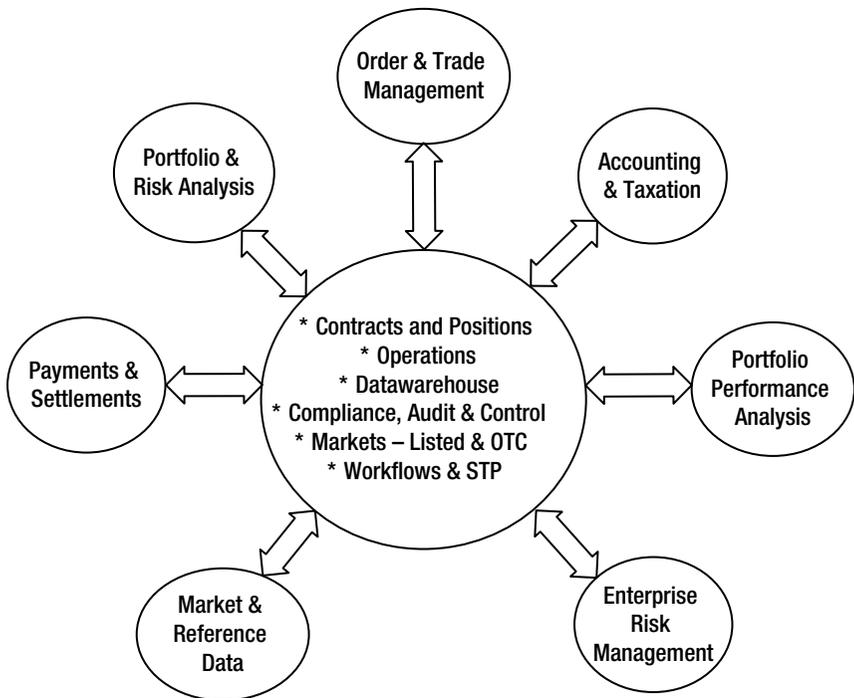 Order & Trade
Management
Portfolio &
Risk Analysis
Accounting
& Taxation
* Contracts and Positions
* Operations
* Datawarehouse
* Compliance, Audit & Control
* Markets – Listed & OTC
* Workflows & STP
Payments &
Settlements
Portfolio
Performance
Analysis
Market &
Reference
Data
Enterprise
Risk
Management